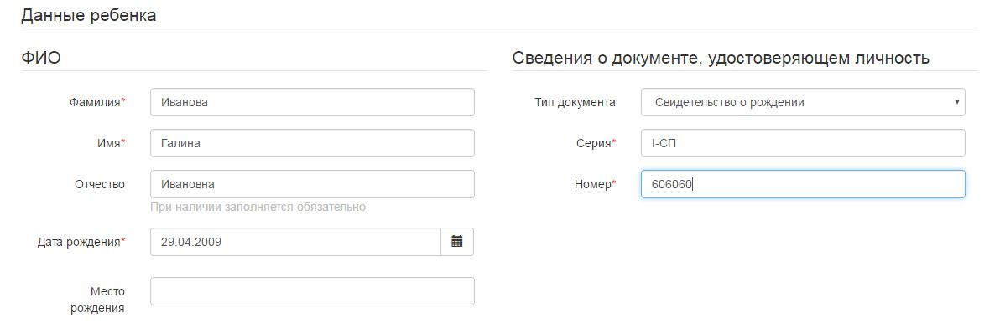 Данные ребенка
ФИО
Фамилия* Иванова
Имя* Галина
Отчество Ивановна
При наличии заполняется обязательно
Дата рождения* 29.04.2009
Место
рождения
Сведения о документе, удостоверяющем личность
Тип документа Свидетельство о рождении
Серия* I-СП
Номер* 606060